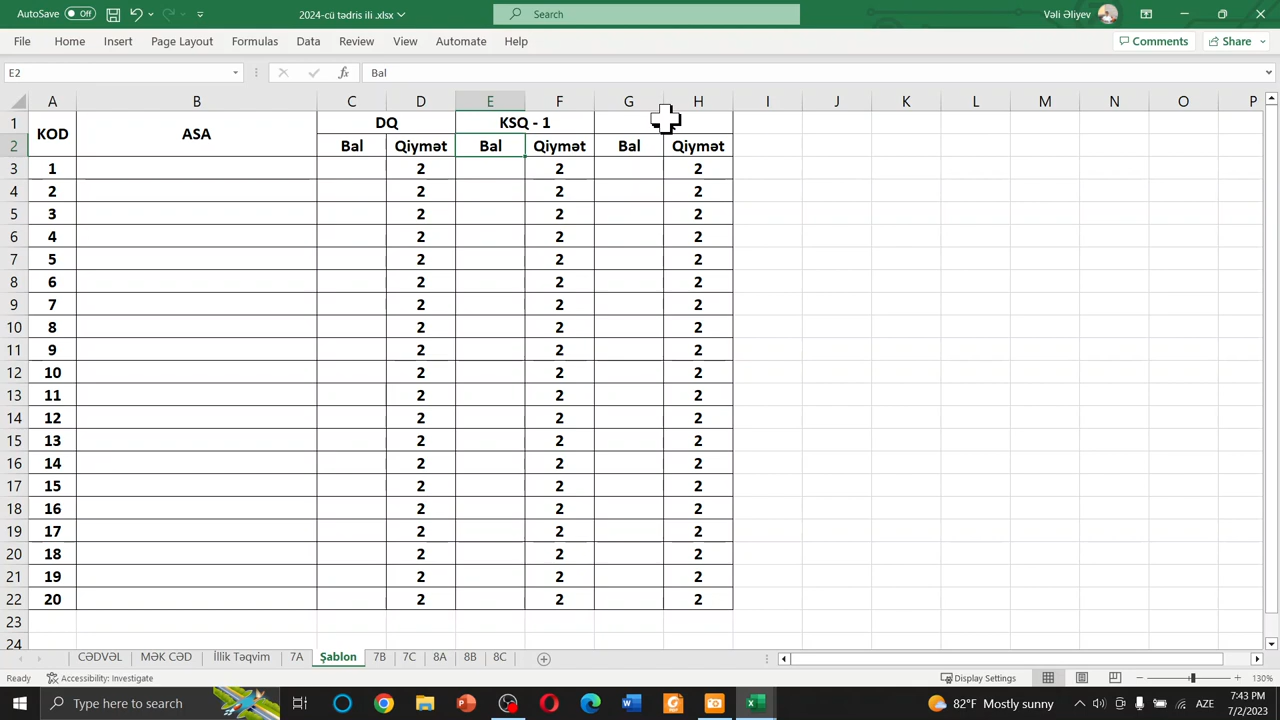 AutoSave Off 2024-cü tədris ili .xlsx Search Vəli Əliyev
File Home Insert Page Layout Formulas Data Review View Automate Help Comments Share
E2 fx Bal
A B C D E F G H I J K L M N O P
1 KOD ASA DQ KSQ - 1
2 Bal Qiymət Bal Qiymət Bal Qiymət
3 1 2 2 2
4 2 2 2 2
5 3 2 2 2
6 4 2 2 2
7 5 2 2 2
8 6 2 2 2
9 7 2 2 2
10 8 2 2 2
11 9 2 2 2
12 10 2 2 2
13 11 2 2 2
14 12 2 2 2
15 13 2 2 2
16 14 2 2 2
17 15 2 2 2
18 16 2 2 2
19 17 2 2 2
20 18 2 2 2
21 19 2 2 2
22 20 2 2 2
23
24
CƏDVƏL MƏK CƏD İllik Təqvim 7A Şablon 7B 7C 8A 8B 8C
Ready Accessibility: Investigate Display Settings 130%
Type here to search 82°F Mostly sunny AZE 7:43 PM
7/2/2023